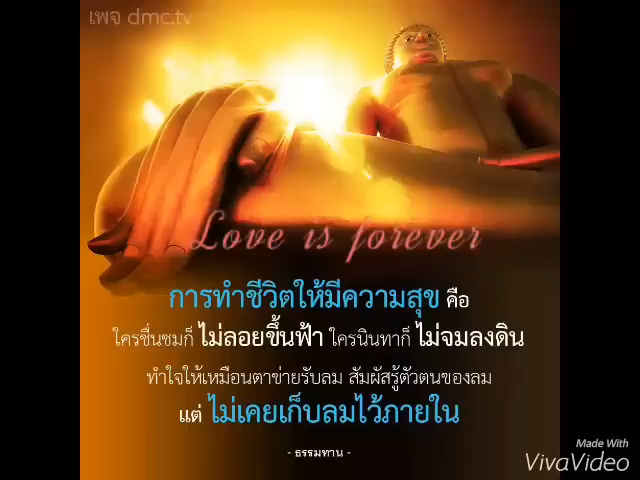 เพจ dmc.tv
Love is forever
การทำชีวิตให้มีความสุข คือ
ใครชื่นชมก็ ไม่ลอยขึ้นฟ้า ใครนินทาก็ ไม่จมลงดิน
ทำใจให้เหมือนตาข่ายรับลม สัมผัสรู้ตัวตนของลม
แต่ ไม่เคยเก็บลมไว้ภายใน
- ธรรมทาน -
Made With
VivaVideo